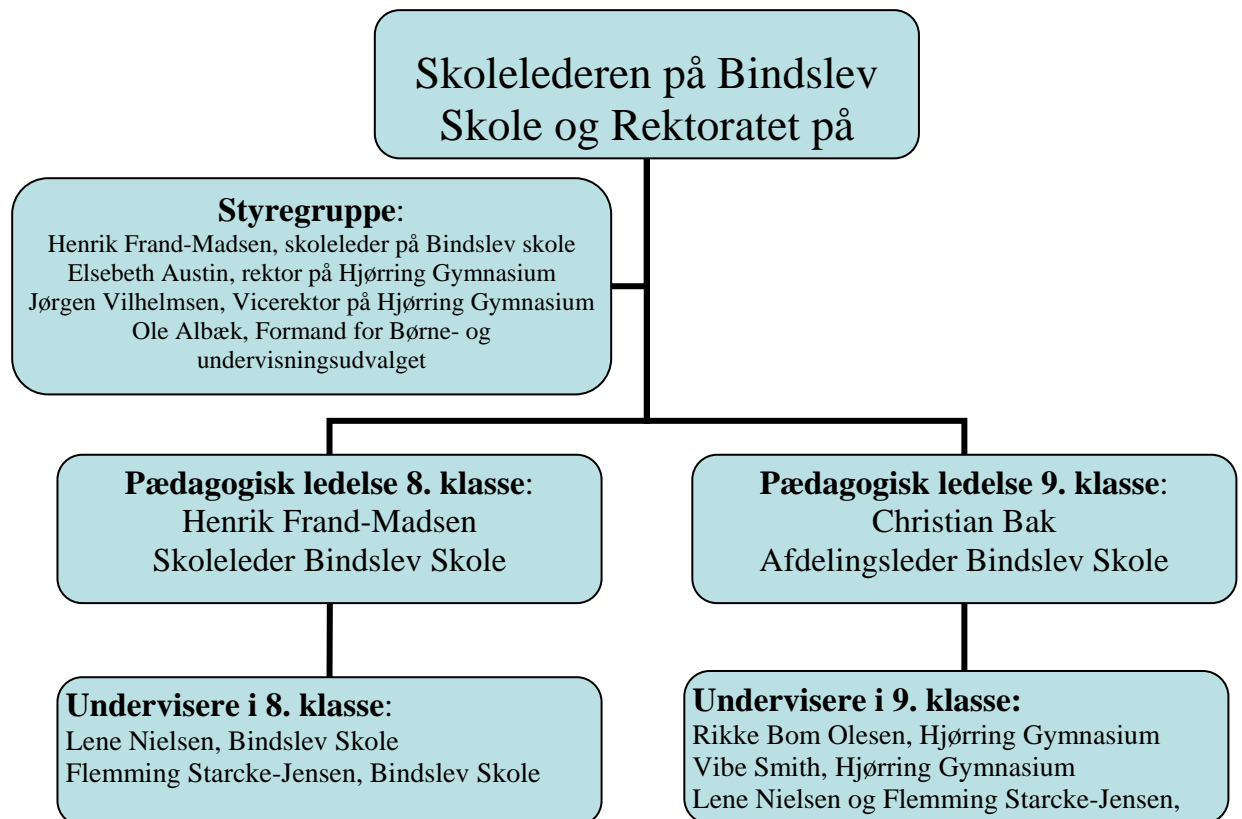 Skolelederen på Bindslev
Skole og Rektoratet på
Styregruppe:
Henrik Frand-Madsen, skoleleder på Bindslev skole
Elsebeth Austin, rektor på Hjørring Gymnasium
Jørgen Vilhelmsen, Vicerektor på Hjørring Gymnasium
Ole Albæk, Formand for Børne- og
undervisningsudvalget
Pædagogisk ledelse 8. klasse:
Henrik Frand-Madsen
Skoleleder Bindslev Skole
Pædagogisk ledelse 9. klasse:
Christian Bak
Afdelingsleder Bindslev Skole
Undervisere i 8. klasse:
Lene Nielsen, Bindslev Skole
Flemming Starcke-Jensen, Bindslev Skole
Undervisere i 9. klasse:
Rikke Bom Olesen, Hjørring Gymnasium
Vibe Smith, Hjørring Gymnasium
Lene Nielsen og Flemming Starcke-Jensen,